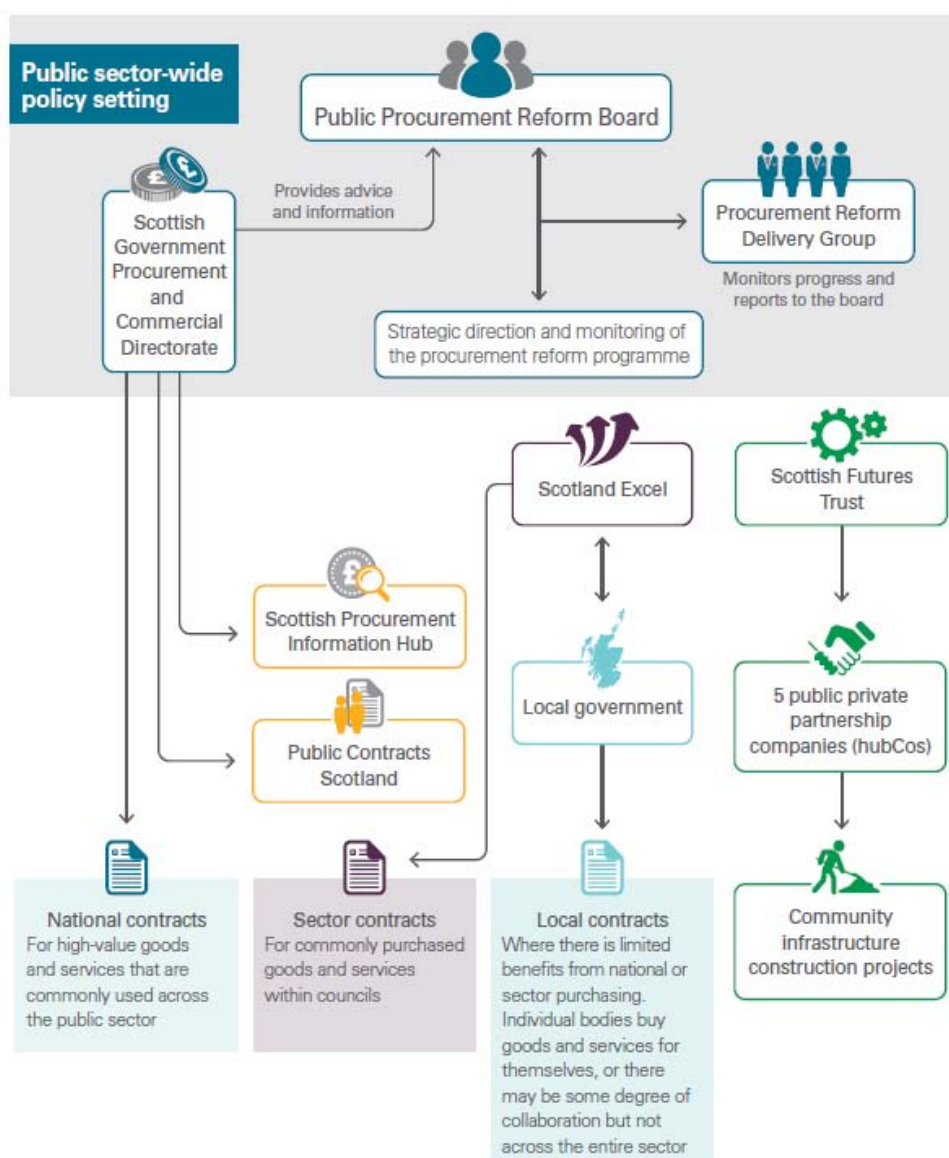 Public sector-wide
policy setting
Public Procurement Reform Board
Provides advice
and information
Scottish
Government
Procurement
and
Commercial
Directorate
Procurement Reform
Delivery Group
Monitors progress and
reports to the board
Strategic direction and monitoring of
the procurement reform programme
Scotland Excel
Scottish Futures
Trust
£
Scottish Procurement
Information Hub
Local government
5 public private
partnership
companies (hubCos)
Public Contracts
Scotland
National contracts
For high-value goods
and services that are
commonly used across
the public sector
Sector contracts
For commonly purchased
goods and services
within councils
Local contracts
Where there is limited
benefits from national or
sector purchasing.
Individual bodies buy
goods and services for
themselves, or there
may be some degree of
collaboration but not
across the entire sector
Community
infrastructure
construction projects